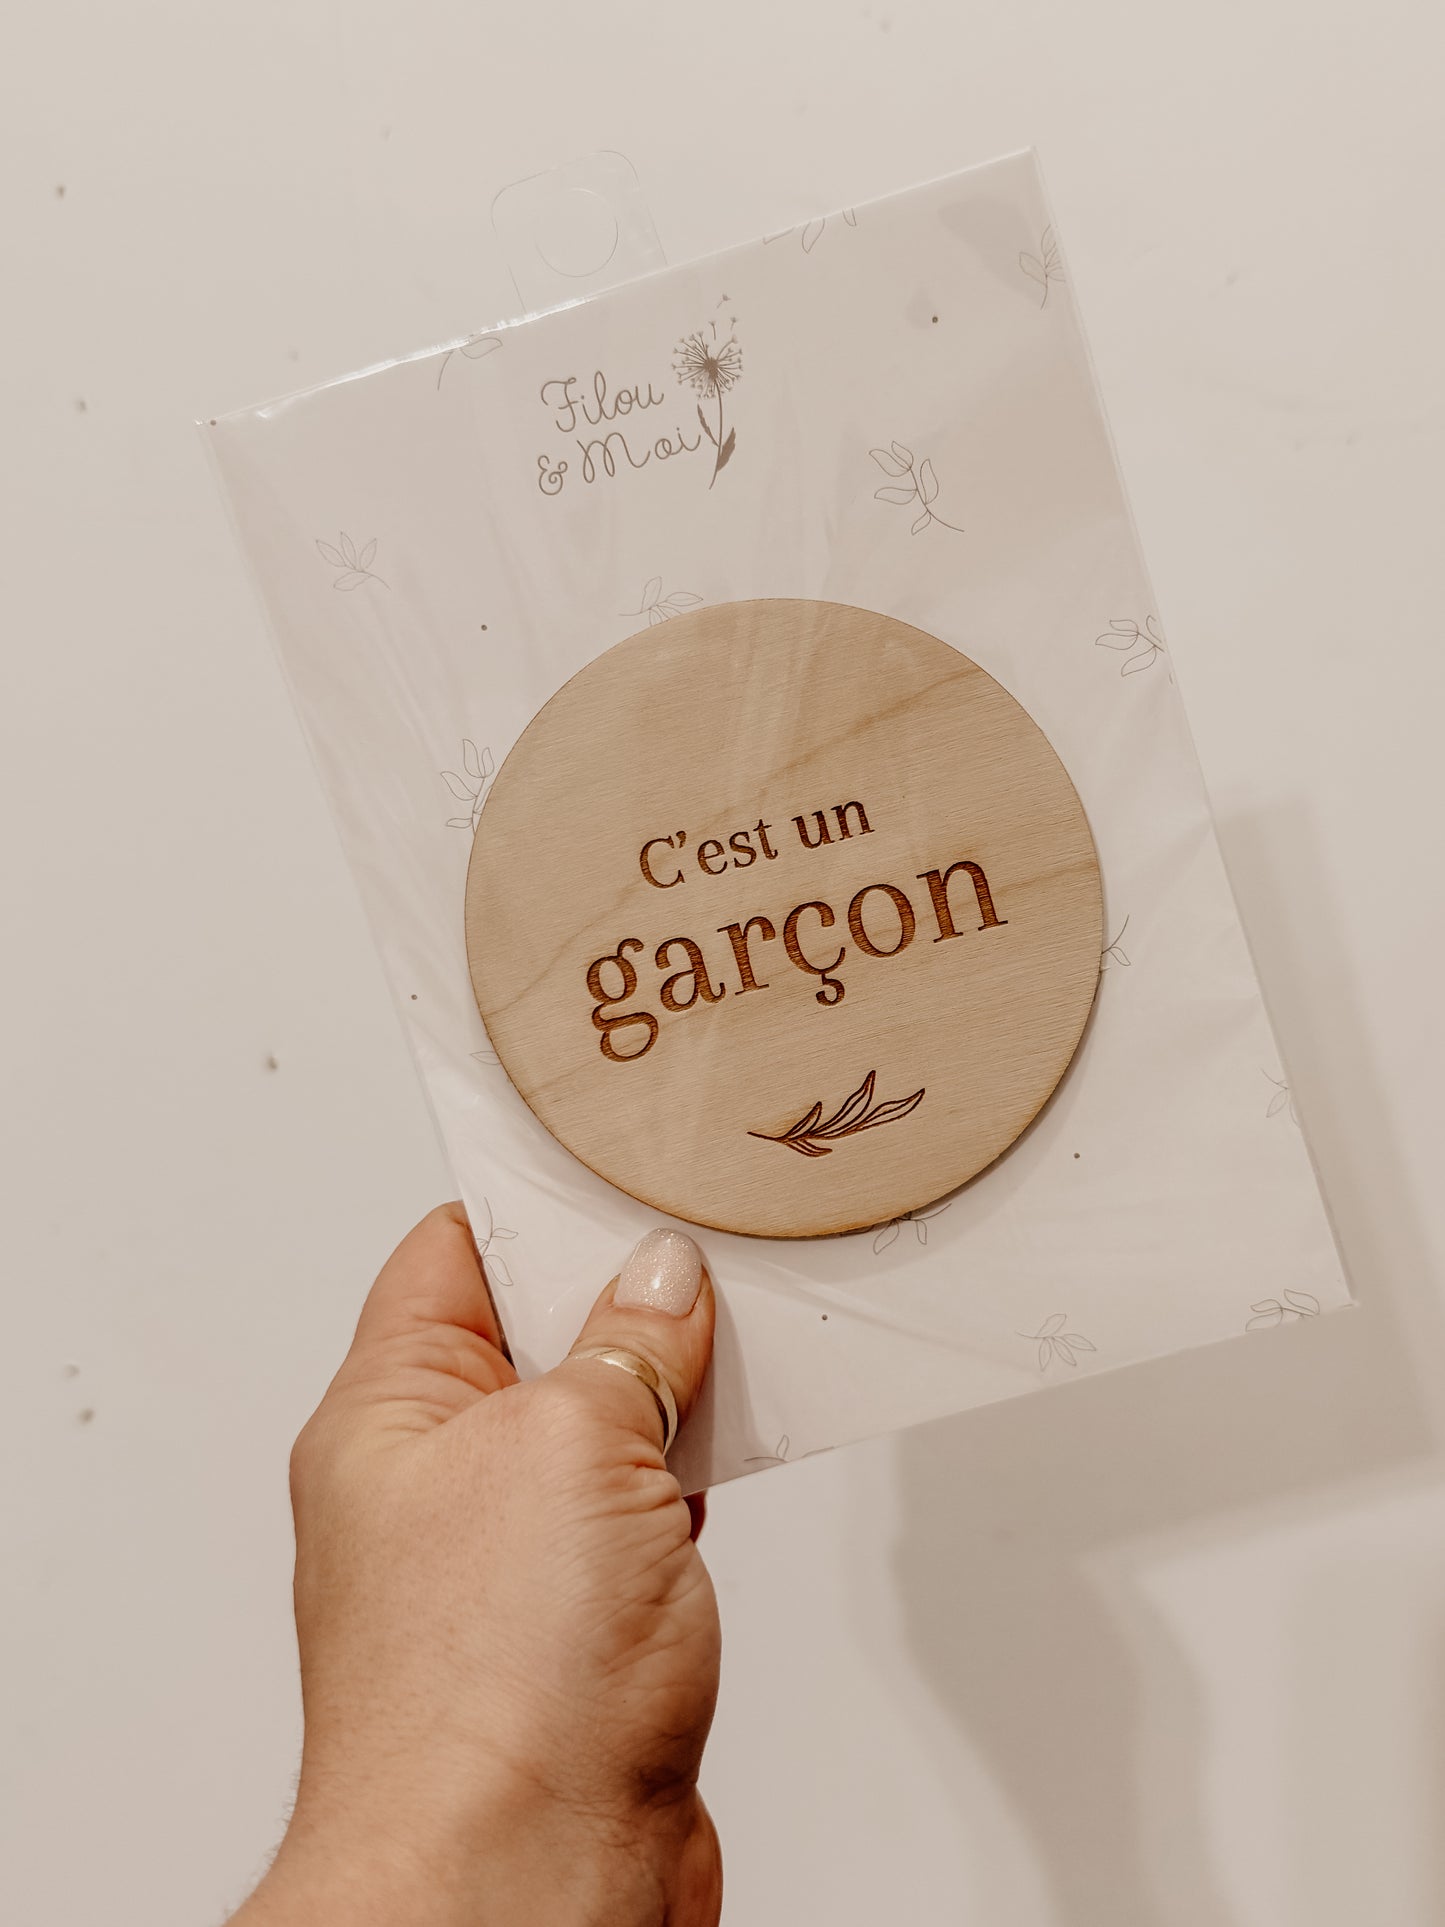 Filou
& Moi
C'est un
garçon